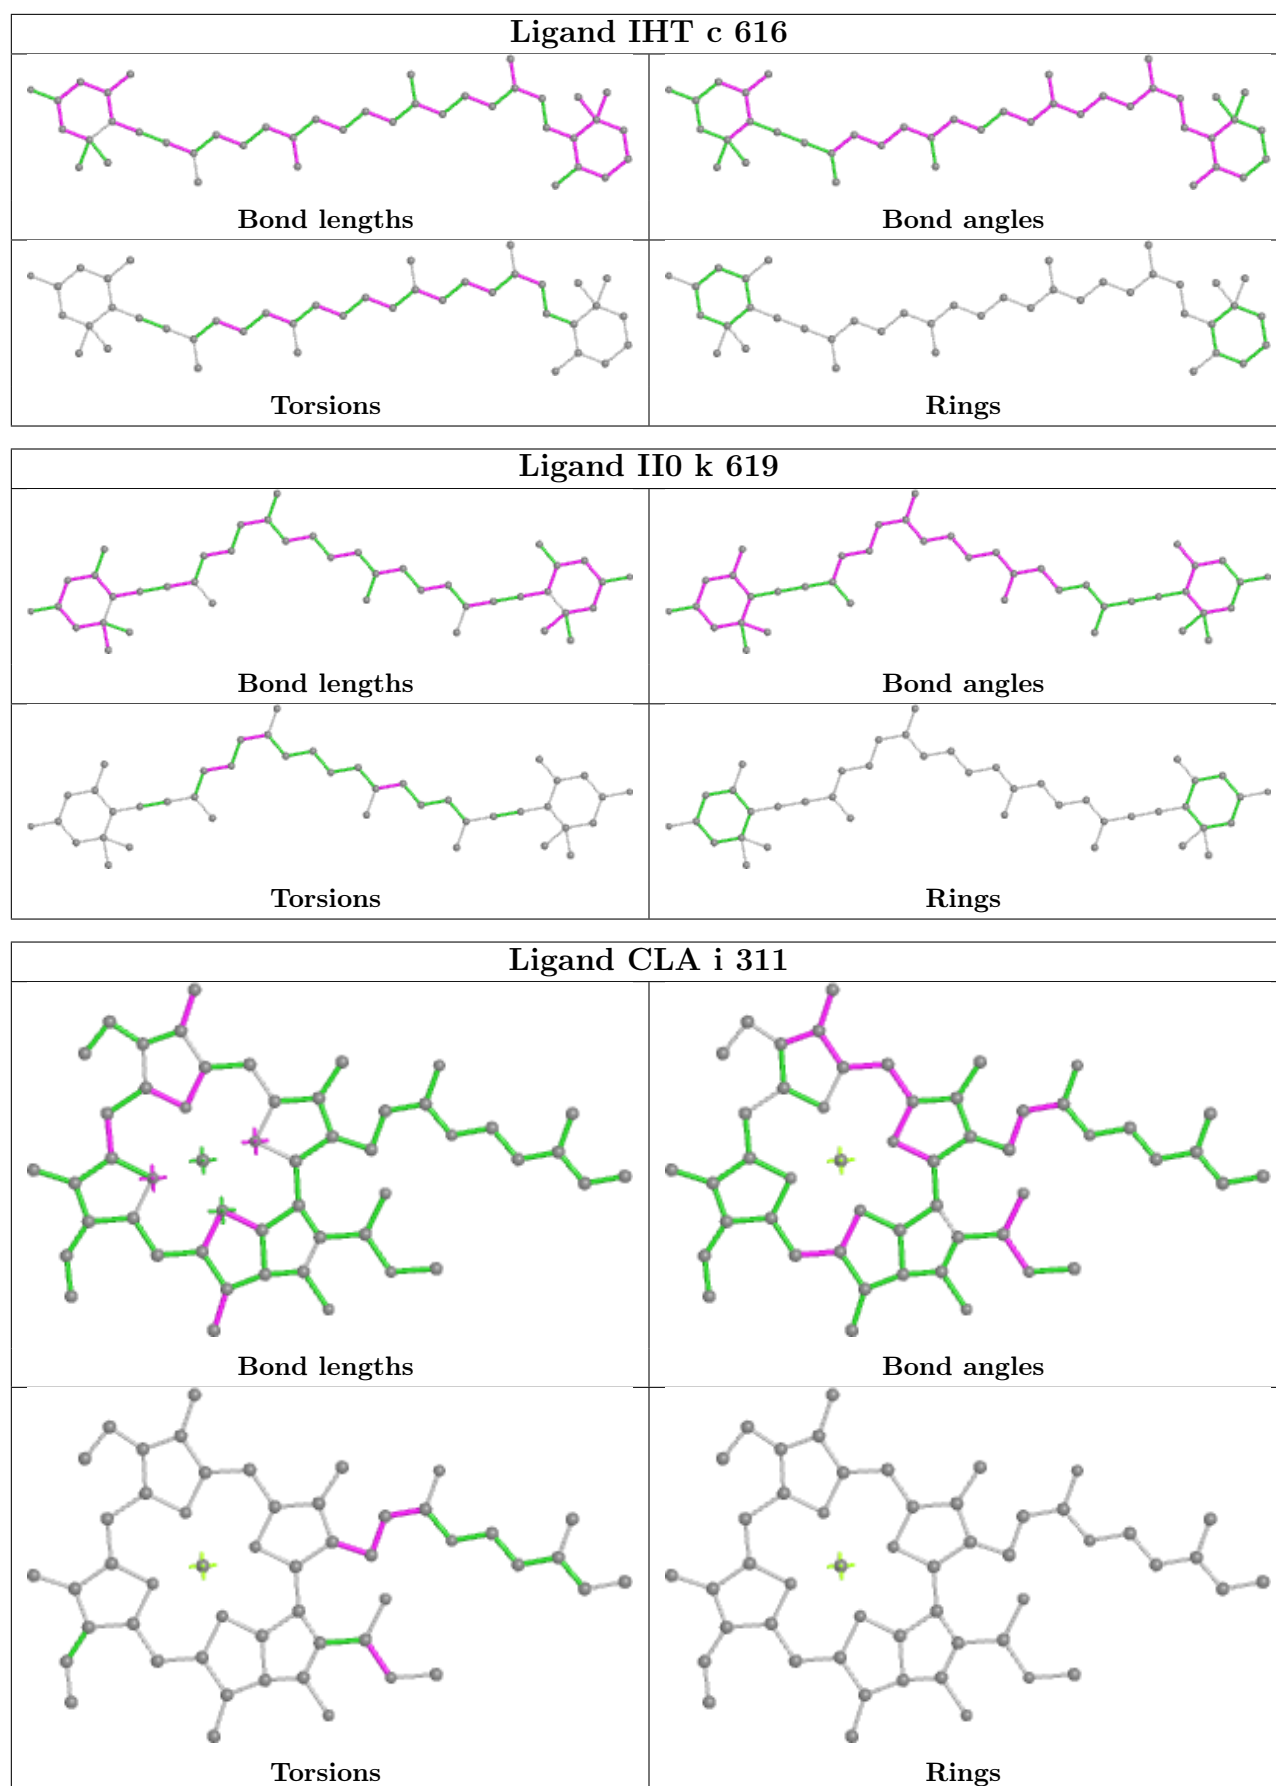 Ligand IHT c 616
Bond lengths
Bond angles
Torsions
Rings
Ligand II0 k 619
Bond lengths
Bond angles
Torsions
Rings
Ligand CLA i 311
Bond lengths
Bond angles
Torsions
Rings